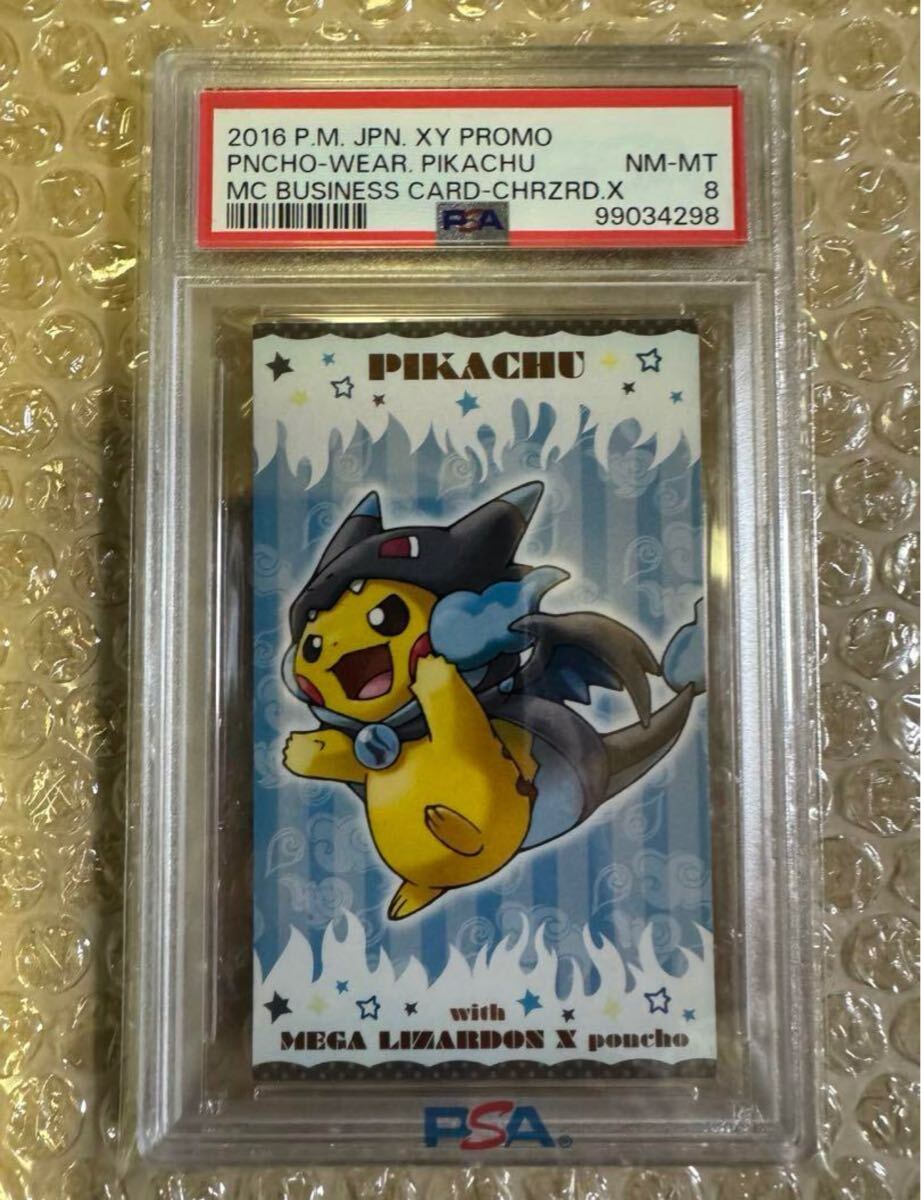 2016 P.M. JPN. XY PROMO
PNCHO-WEAR. PIKACHU NM-MT
MC BUSINESS CARD-CHRZRD.X 8
PSA 99034298
PIKACHU
with
MEGA LIZARDON X poncho
PSA®